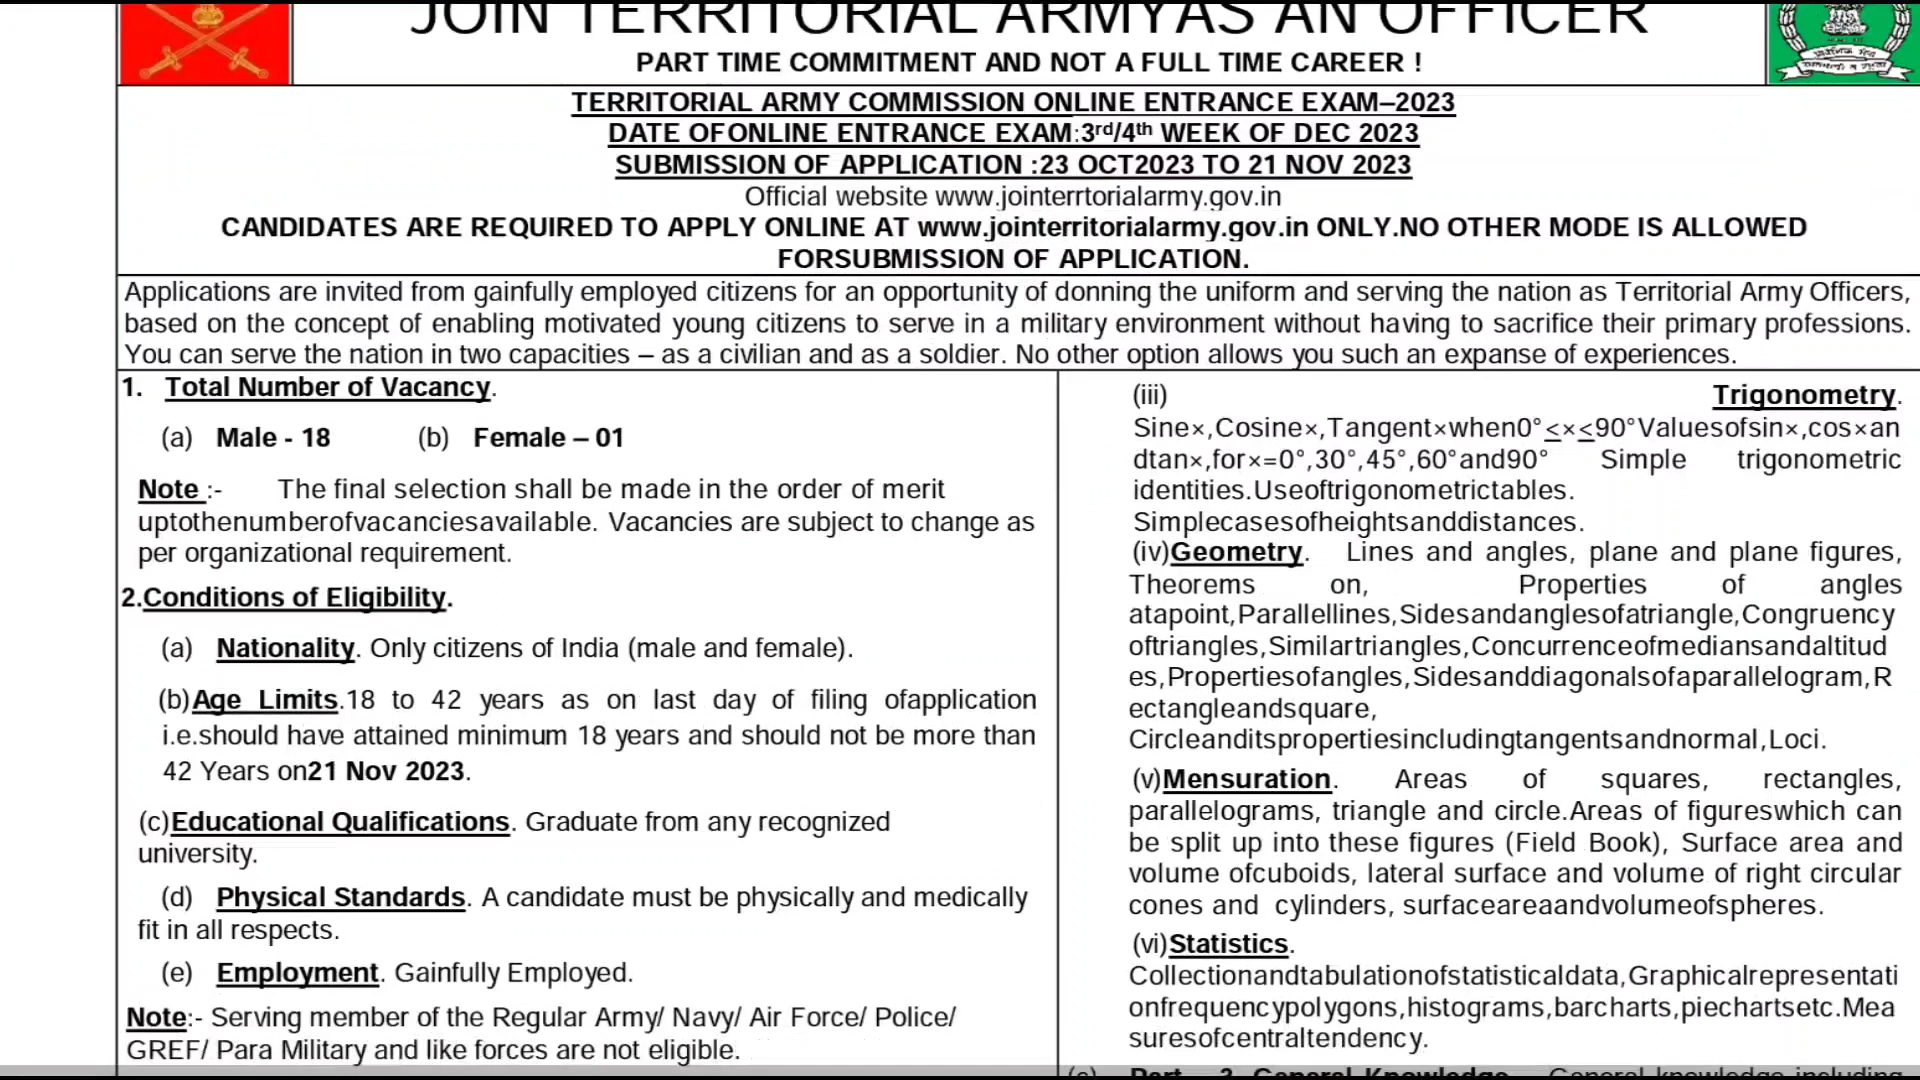 JOIN TERRITORIAL ARMYAS AN OFFICER
PART TIME COMMITMENT AND NOT A FULL TIME CAREER !
TERRITORIAL ARMY COMMISSION ONLINE ENTRANCE EXAM–2023
DATE OFONLINE ENTRANCE EXAM:3rd/4th WEEK OF DEC 2023
SUBMISSION OF APPLICATION :23 OCT2023 TO 21 NOV 2023
Official website www.jointerrtorialarmy.gov.in
CANDIDATES ARE REQUIRED TO APPLY ONLINE AT www.jointerritorialarmy.gov.in ONLY.NO OTHER MODE IS ALLOWED
FORSUBMISSION OF APPLICATION.
Applications are invited from gainfully employed citizens for an opportunity of donning the uniform and serving the nation as Territorial Army Officers,
based on the concept of enabling motivated young citizens to serve in a military environment without having to sacrifice their primary professions.
You can serve the nation in two capacities – as a civilian and as a soldier. No other option allows you such an expanse of experiences.
1. Total Number of Vacancy.
(a) Male - 18 (b) Female – 01
Note :- The final selection shall be made in the order of merit
uptothenumberofvacanciesavailable. Vacancies are subject to change as
per organizational requirement.
2.Conditions of Eligibility.
(a) Nationality. Only citizens of India (male and female).
(b)Age Limits.18 to 42 years as on last day of filing ofapplication
i.e.should have attained minimum 18 years and should not be more than
42 Years on21 Nov 2023.
(c)Educational Qualifications. Graduate from any recognized
university.
(d) Physical Standards. A candidate must be physically and medically
fit in all respects.
(e) Employment. Gainfully Employed.
Note:- Serving member of the Regular Army/ Navy/ Air Force/ Police/
GREF/ Para Military and like forces are not eligible.
(iii) Trigonometry.
Sine×,Cosine×,Tangent×when0°<×<90°Valuesofsin×,cos×an
dtan×,for×=0°,30°,45°,60°and90° Simple trigonometric
identities.Useoftrigonometrictables.
Simplecasesofheightsanddistances.
(iv)Geometry. Lines and angles, plane and plane figures,
Theorems on, Properties of angles
atapoint,Parallellines,Sidesandanglesofatriangle,Congruency
oftriangles,Similartriangles,Concurrenceofmediansandaltitud
es,Propertiesofangles,Sidesanddiagonalsofaparallelogram,R
ectangleandsquare,
Circleanditspropertiesincludingtangentsandnormal,Loci.
(v)Mensuration. Areas of squares, rectangles,
parallelograms, triangle and circle.Areas of figureswhich can
be split up into these figures (Field Book), Surface area and
volume ofcuboids, lateral surface and volume of right circular
cones and cylinders, surfaceareaandvolumeofspheres.
(vi)Statistics.
Collectionandtabulationofstatisticaldata,Graphicalrepresentati
onfrequencypolygons,histograms,barcharts,piechartsetc.Mea
suresofcentraltendency.
Part – 3. General Knowledge. General knowledge including